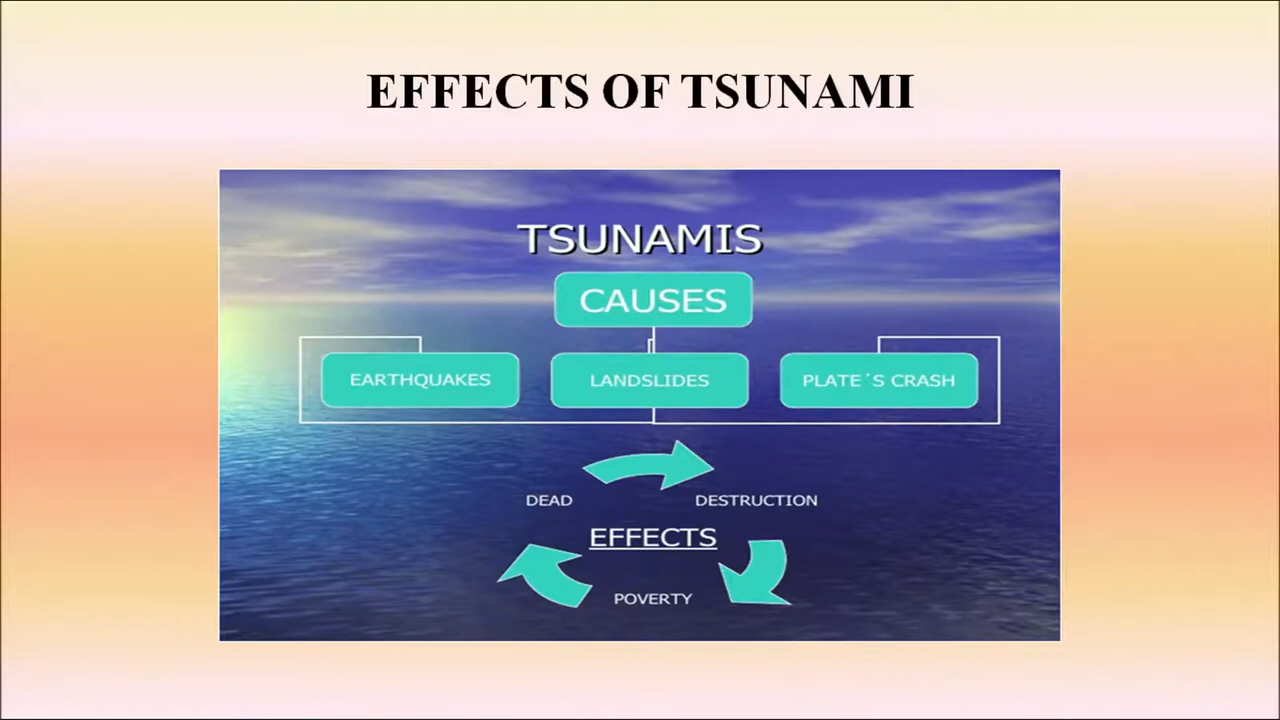 EFFECTS OF TSUNAMI
TSUNAMIS
CAUSES
EARTHQUAKES
LANDSLIDES
PLATE´S CRASH
DEAD
DESTRUCTION
EFFECTS
POVERTY